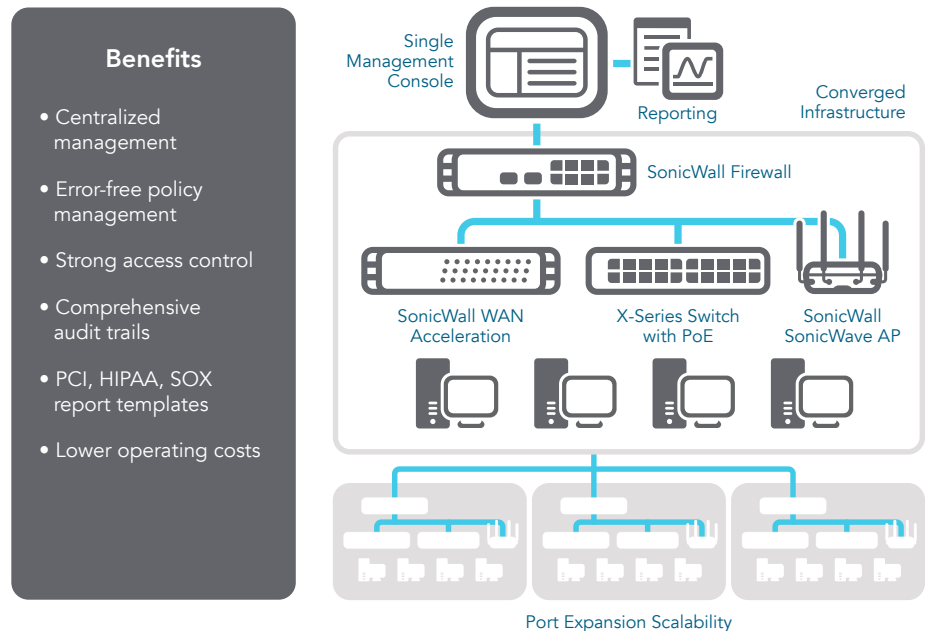 Benefits
• Centralized
management
• Error-free policy
management
• Strong access control
• Comprehensive
audit trails
• PCI, HIPAA, SOX
report templates
• Lower operating costs
Single
Management
Console
Reporting
Converged
Infrastructure
SonicWall Firewall
SonicWall WAN
Acceleration
X-Series Switch
with PoE
SonicWall
SonicWave AP
Port Expansion Scalability